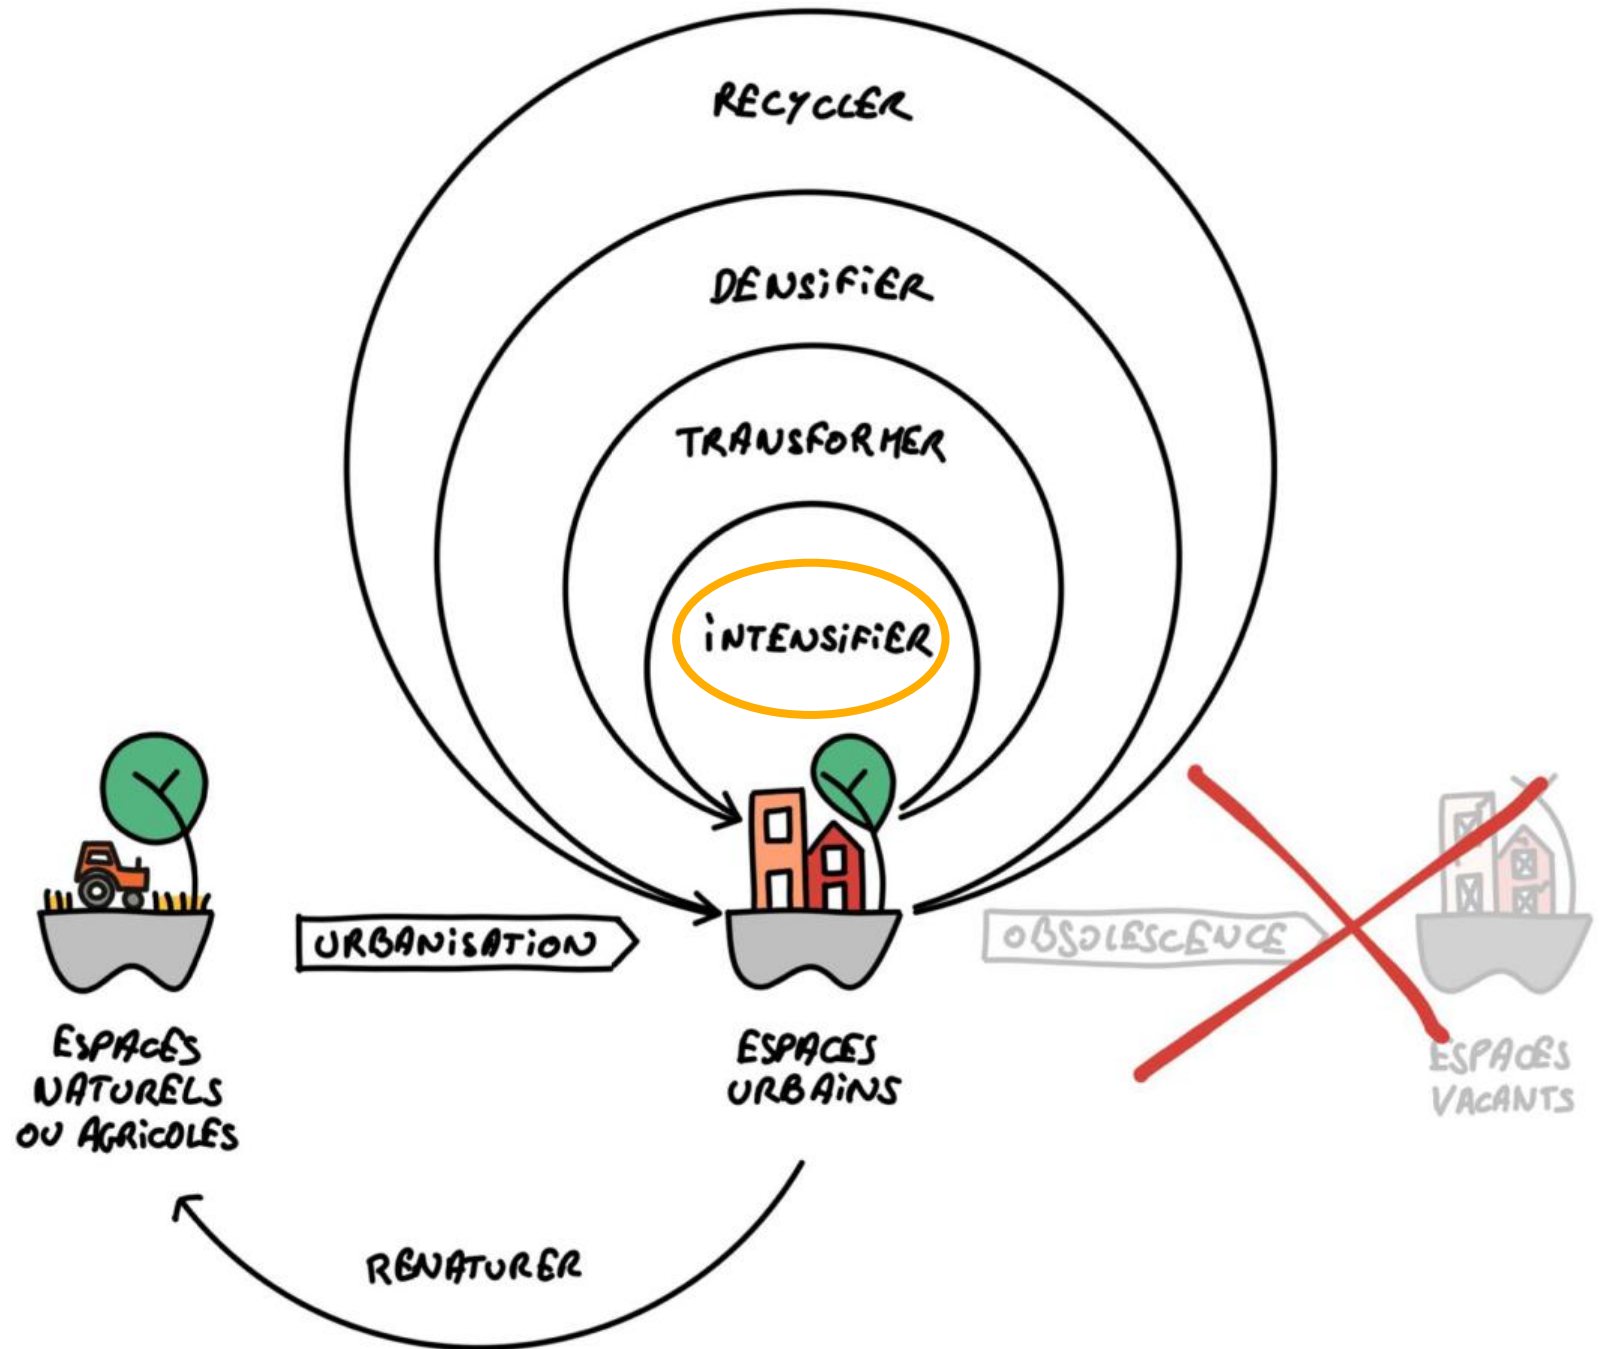 RECYCLER
DENSiFiER
TRANSFORMER
iNTENSiFiER
URBANiSATiON
OBSOLESCENCE
ESPACES
NATURELS
OU AGRiCOLES
ESPACES
URBAiNS
ESPACES
VACANTS
RENATURER